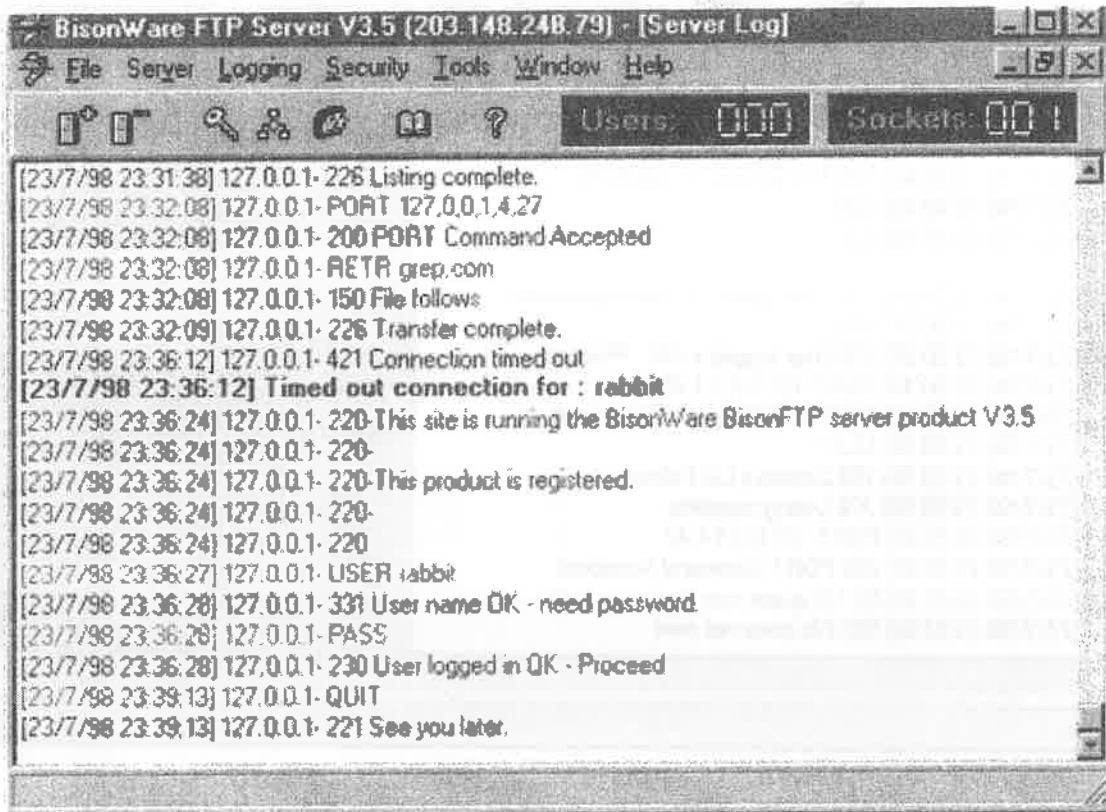 BisonWare FTP Server V3.5 (203.148.248.79) - [Server Log]
File Server Logging Security Tools Window Help
Users: 000 Sockets: 001
[23/7/98 23:31:38] 127.0.0.1- 226 Listing complete.
[23/7/98 23:32:08] 127.0.0.1- PORT 127,0,0,1,4,27
[23/7/98 23:32:08] 127.0.0.1- 200 PORT Command Accepted
[23/7/98 23:32:08] 127.0.0.1- RETR grep.com
[23/7/98 23:32:08] 127.0.0.1- 150 File follows
[23/7/98 23:32:09] 127.0.0.1- 226 Transfer complete.
[23/7/98 23:36:12] 127.0.0.1- 421 Connection timed out
[23/7/98 23:36:12] Timed out connection for : rabbit
[23/7/98 23:36:24] 127.0.0.1- 220-This site is running the BisonWare BisonFTP server product V3.5
[23/7/98 23:36:24] 127.0.0.1- 220-
[23/7/98 23:36:24] 127.0.0.1- 220-This product is registered.
[23/7/98 23:36:24] 127.0.0.1- 220-
[23/7/98 23:36:24] 127.0.0.1- 220
[23/7/98 23:36:27] 127.0.0.1- USER rabbit
[23/7/98 23:36:28] 127.0.0.1- 331 User name OK - need password.
[23/7/98 23:36:28] 127.0.0.1- PASS
[23/7/98 23:36:28] 127.0.0.1- 230 User logged in OK - Proceed
[23/7/98 23:39:13] 127.0.0.1- QUIT
[23/7/98 23:39:13] 127.0.0.1- 221 See you later.